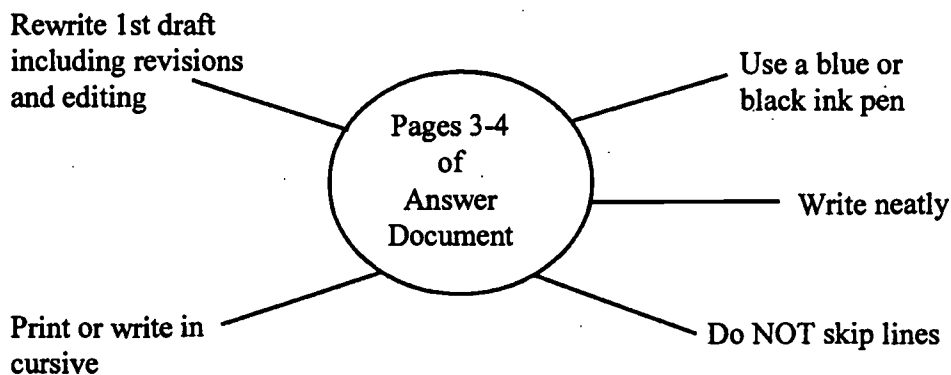 Rewrite 1st draft
including revisions
and editing
Use a blue or
black ink pen
Pages 3-4
of
Answer
Document
Write neatly
Print or write in
cursive
Do NOT skip lines